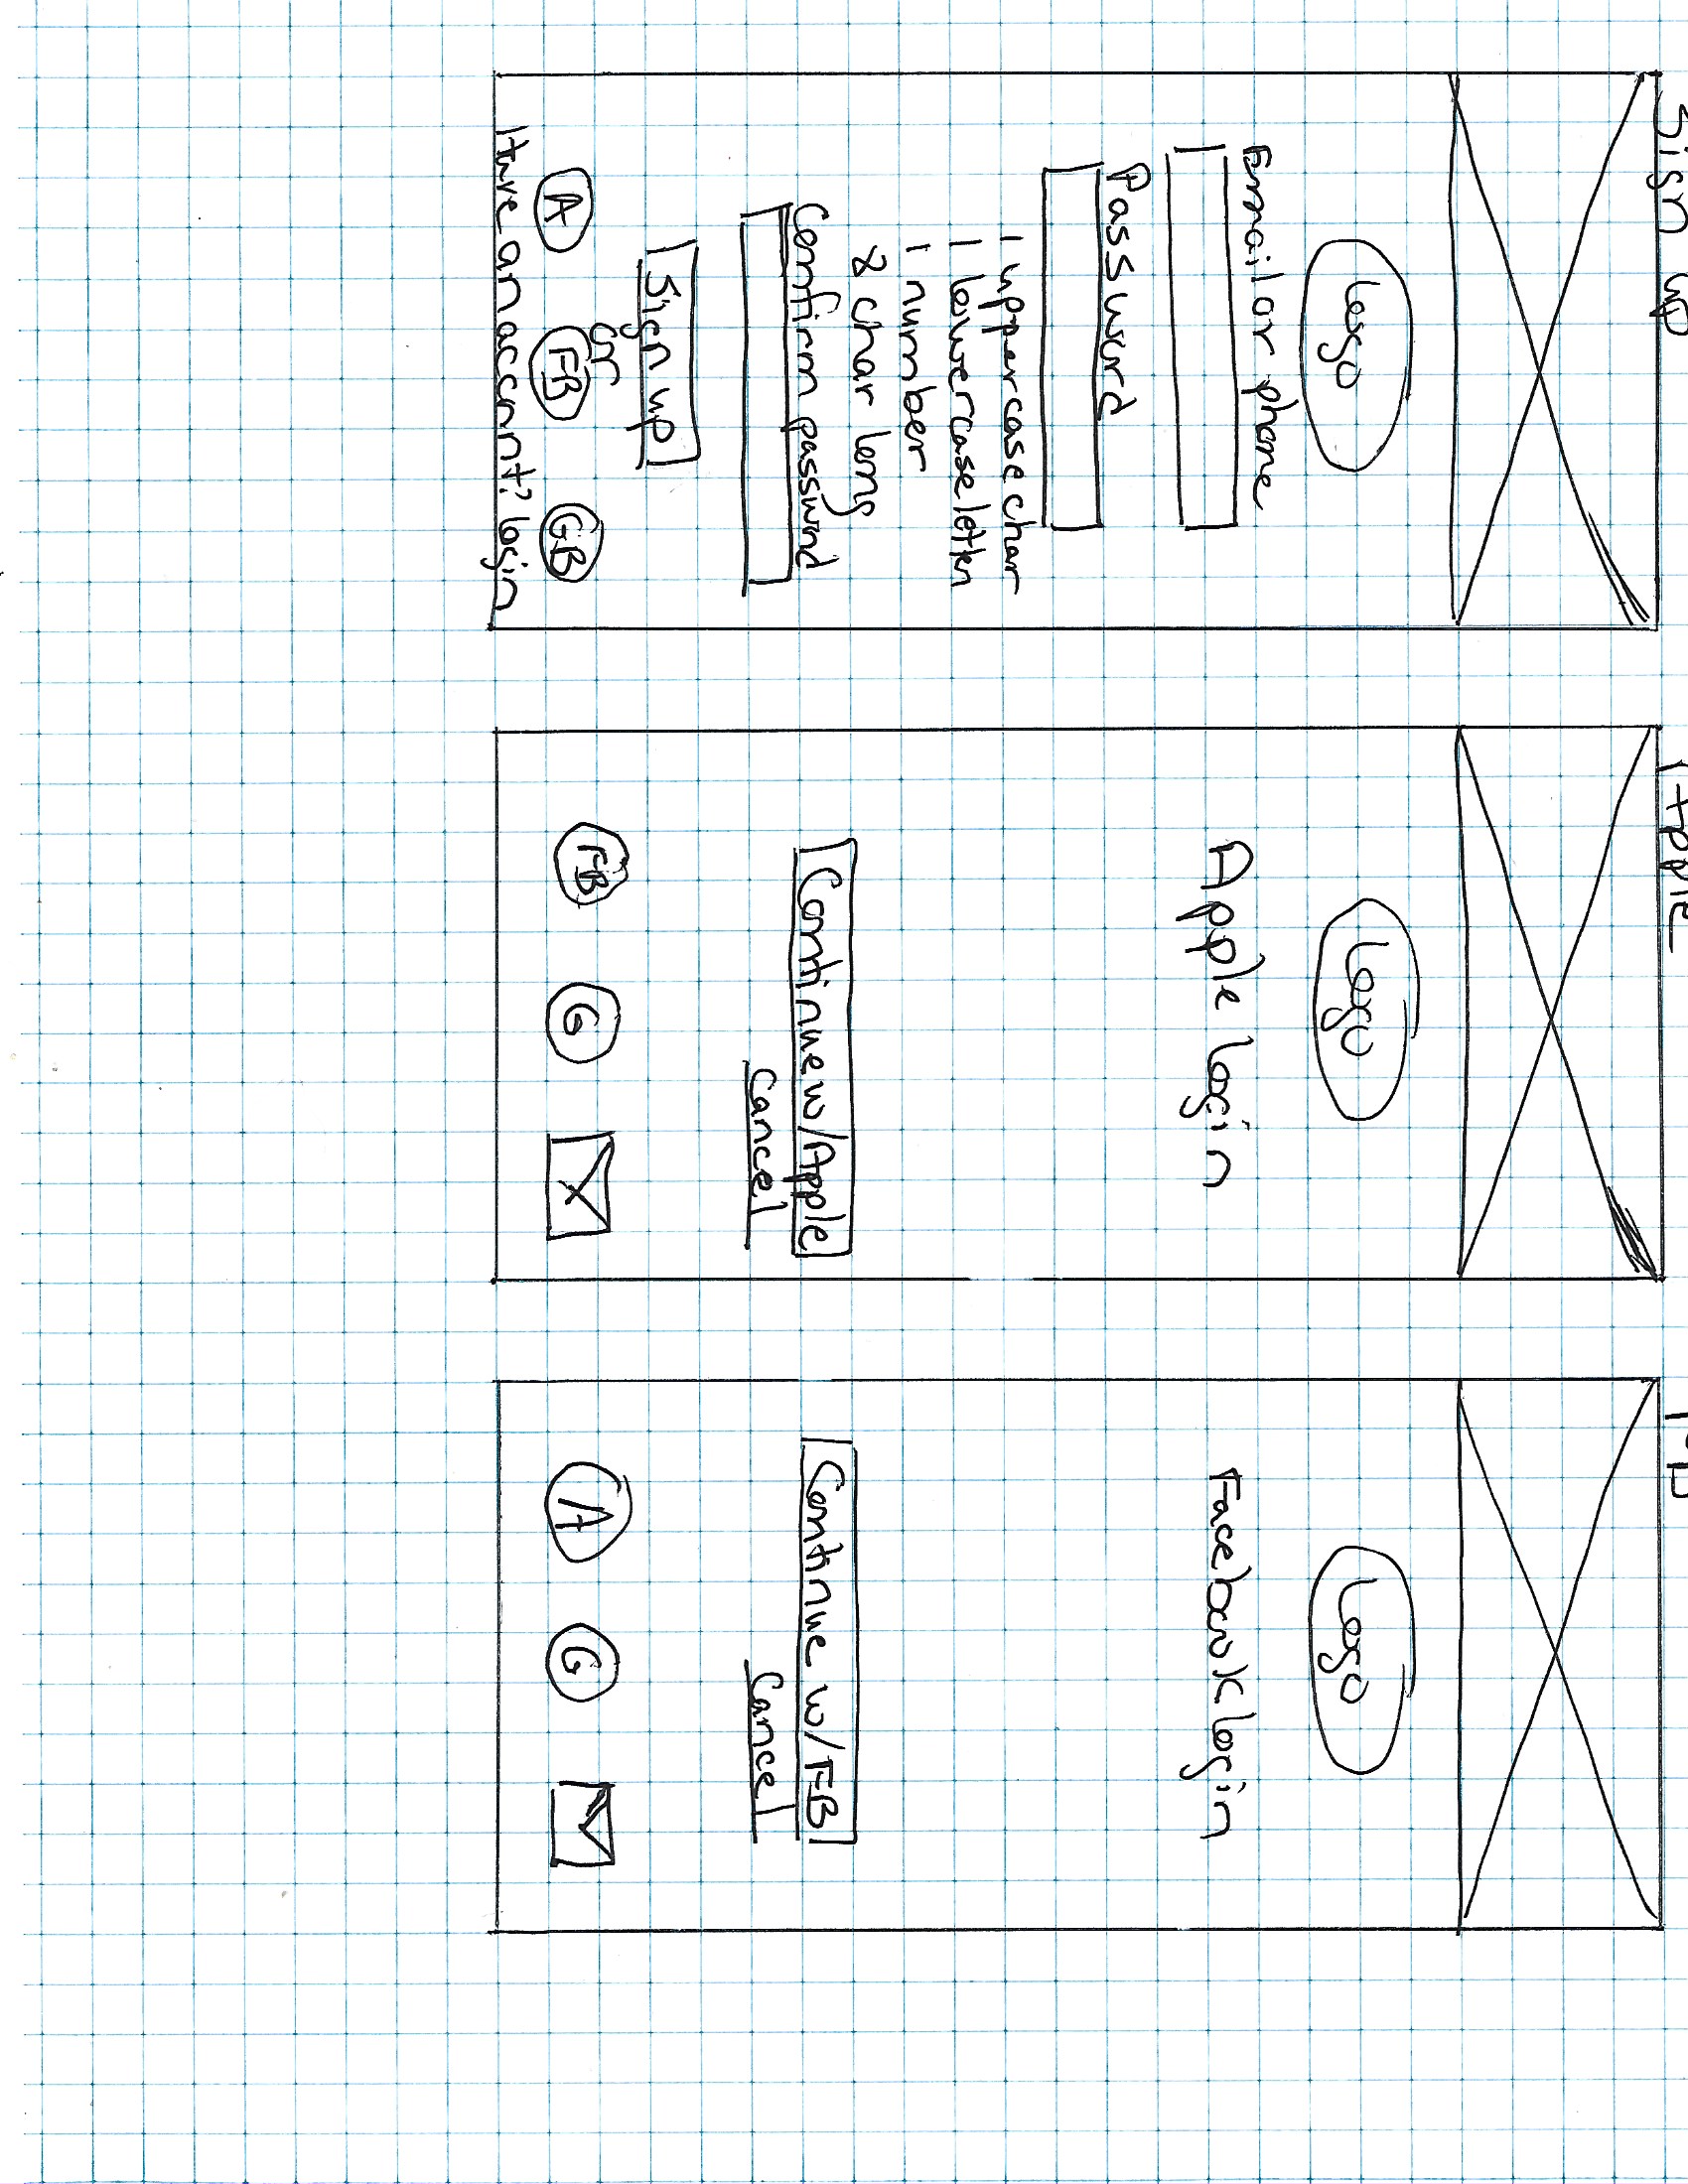 Sign up
Logo
Email or phone
Password
1 uppercase char
1 lowercase letter
1 number
8 char long
Confirm password
Sign up
or
A
FB
GB
Have an account? login
Apple
Logo
Apple login
Continue w/Apple
Cancel
FB
G
Logo
Facebook login
Continue w/FB
Cancel
A
G